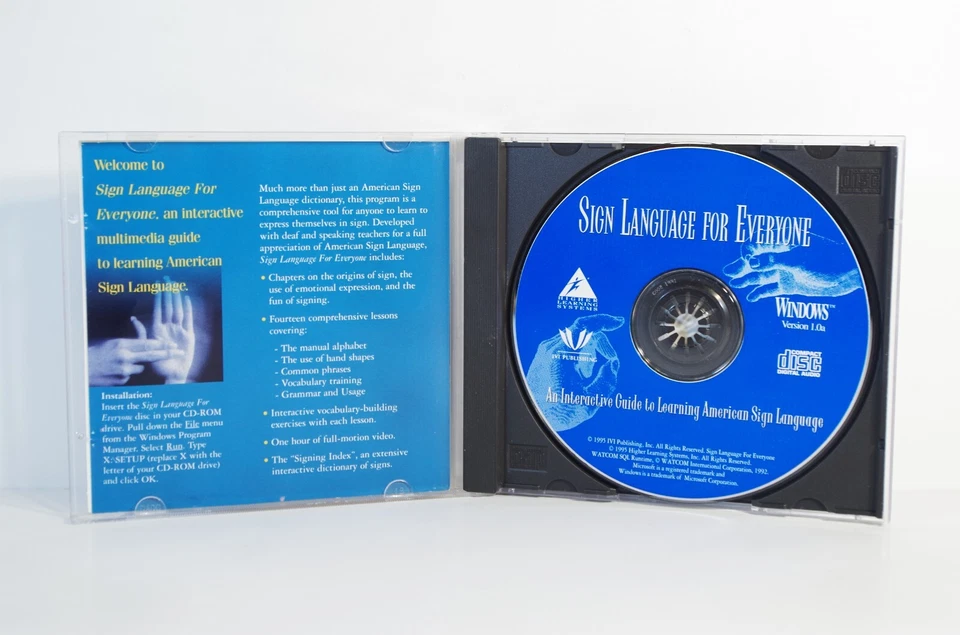 Welcome to
Sign Language For
Everyone, an interactive
multimedia guide
to learning American
Sign Language.
Installation:
Insert the Sign Language For
Everyone disc in your CD-ROM
drive. Pull down the File menu
from the Windows Program
Manager. Select Run. Type
X:\SETUP (replace X with the
letter of your CD-ROM drive)
and click OK.
Much more than just an American Sign
Language dictionary, this program is a
comprehensive tool for anyone to learn to
express themselves in sign. Developed
with deaf and speaking teachers for a full
appreciation of American Sign Language,
Sign Language For Everyone includes:
• Chapters on the origins of sign, the
use of emotional expression, and the
fun of signing.
• Fourteen comprehensive lessons
covering:
- The manual alphabet
- The use of hand shapes
- Common phrases
- Vocabulary training
- Grammar and Usage
• Interactive vocabulary-building
exercises with each lesson.
• One hour of full-motion video.
• The "Signing Index", an extensive
interactive dictionary of signs.
SIGN LANGUAGE FOR EVERYONE
HIGHER
LEARNING
SYSTEMS
IVI PUBLISHING
WINDOWS™
Version 1.0a
COMPACT
disc
DIGITAL AUDIO
An Interactive Guide to Learning American Sign Language
© 1995 IVI Publishing, Inc. All Rights Reserved. Sign Language For Everyone
© 1995 Higher Learning Systems, Inc. All Rights Reserved.
WATCOM SQL Runtime, © WATCOM International Corporation, 1992.
Microsoft is a registered trademark and
Windows is a trademark of Microsoft Corporation.